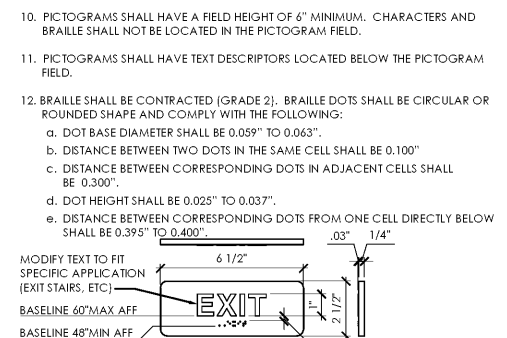 10. PICTOGRAMS SHALL HAVE A FIELD HEIGHT OF 6" MINIMUM. CHARACTERS AND
BRAILLE SHALL NOT BE LOCATED IN THE PICTOGRAM FIELD.
11. PICTOGRAMS SHALL HAVE TEXT DESCRIPTORS LOCATED BELOW THE PICTOGRAM
FIELD.
12. BRAILLE SHALL BE CONTRACTED (GRADE 2). BRAILLE DOTS SHALL BE CIRCULAR OR
ROUNDED SHAPE AND COMPLY WITH THE FOLLOWING:
a. DOT BASE DIAMETER SHALL BE 0.059" TO 0.063".
b. DISTANCE BETWEEN TWO DOTS IN THE SAME CELL SHALL BE 0.100"
c. DISTANCE BETWEEN CORRESPONDING DOTS IN ADJACENT CELLS SHALL
BE 0.300".
d. DOT HEIGHT SHALL BE 0.025" TO 0.037".
e. DISTANCE BETWEEN CORRESPONDING DOTS FROM ONE CELL DIRECTLY BELOW
SHALL BE 0.395" TO 0.400".
.03" 1/4"
6 1/2"
MODIFY TEXT TO FIT
SPECIFIC APPLICATION
(EXIT STAIRS, ETC)
EXIT
1"
2 1/2"
BASELINE 60"MAX AFF
BASELINE 48"MIN AFF